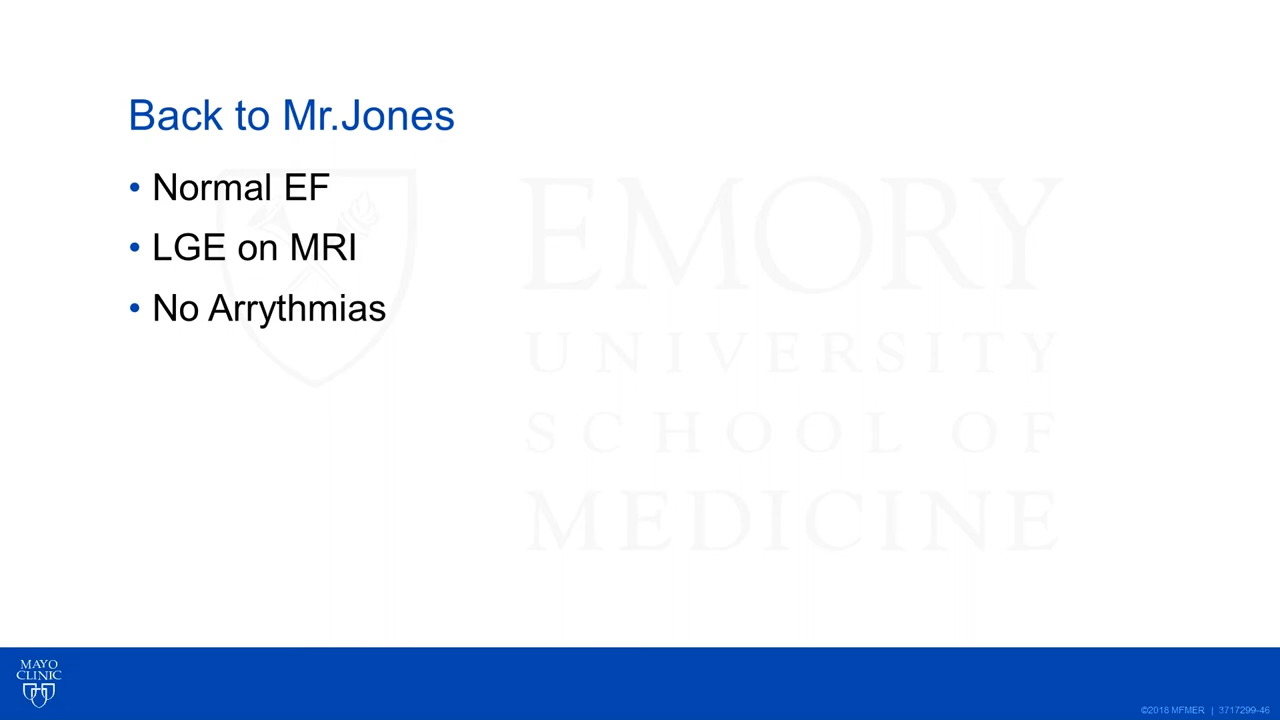 Back to Mr.Jones
• Normal EF
• LGE on MRI
• No Arrythmias
EMORY
UNIVERSITY
SCHOOL OF
MEDICINE
MAYO
CLINIC
©2018 MFMER | 3717299-46